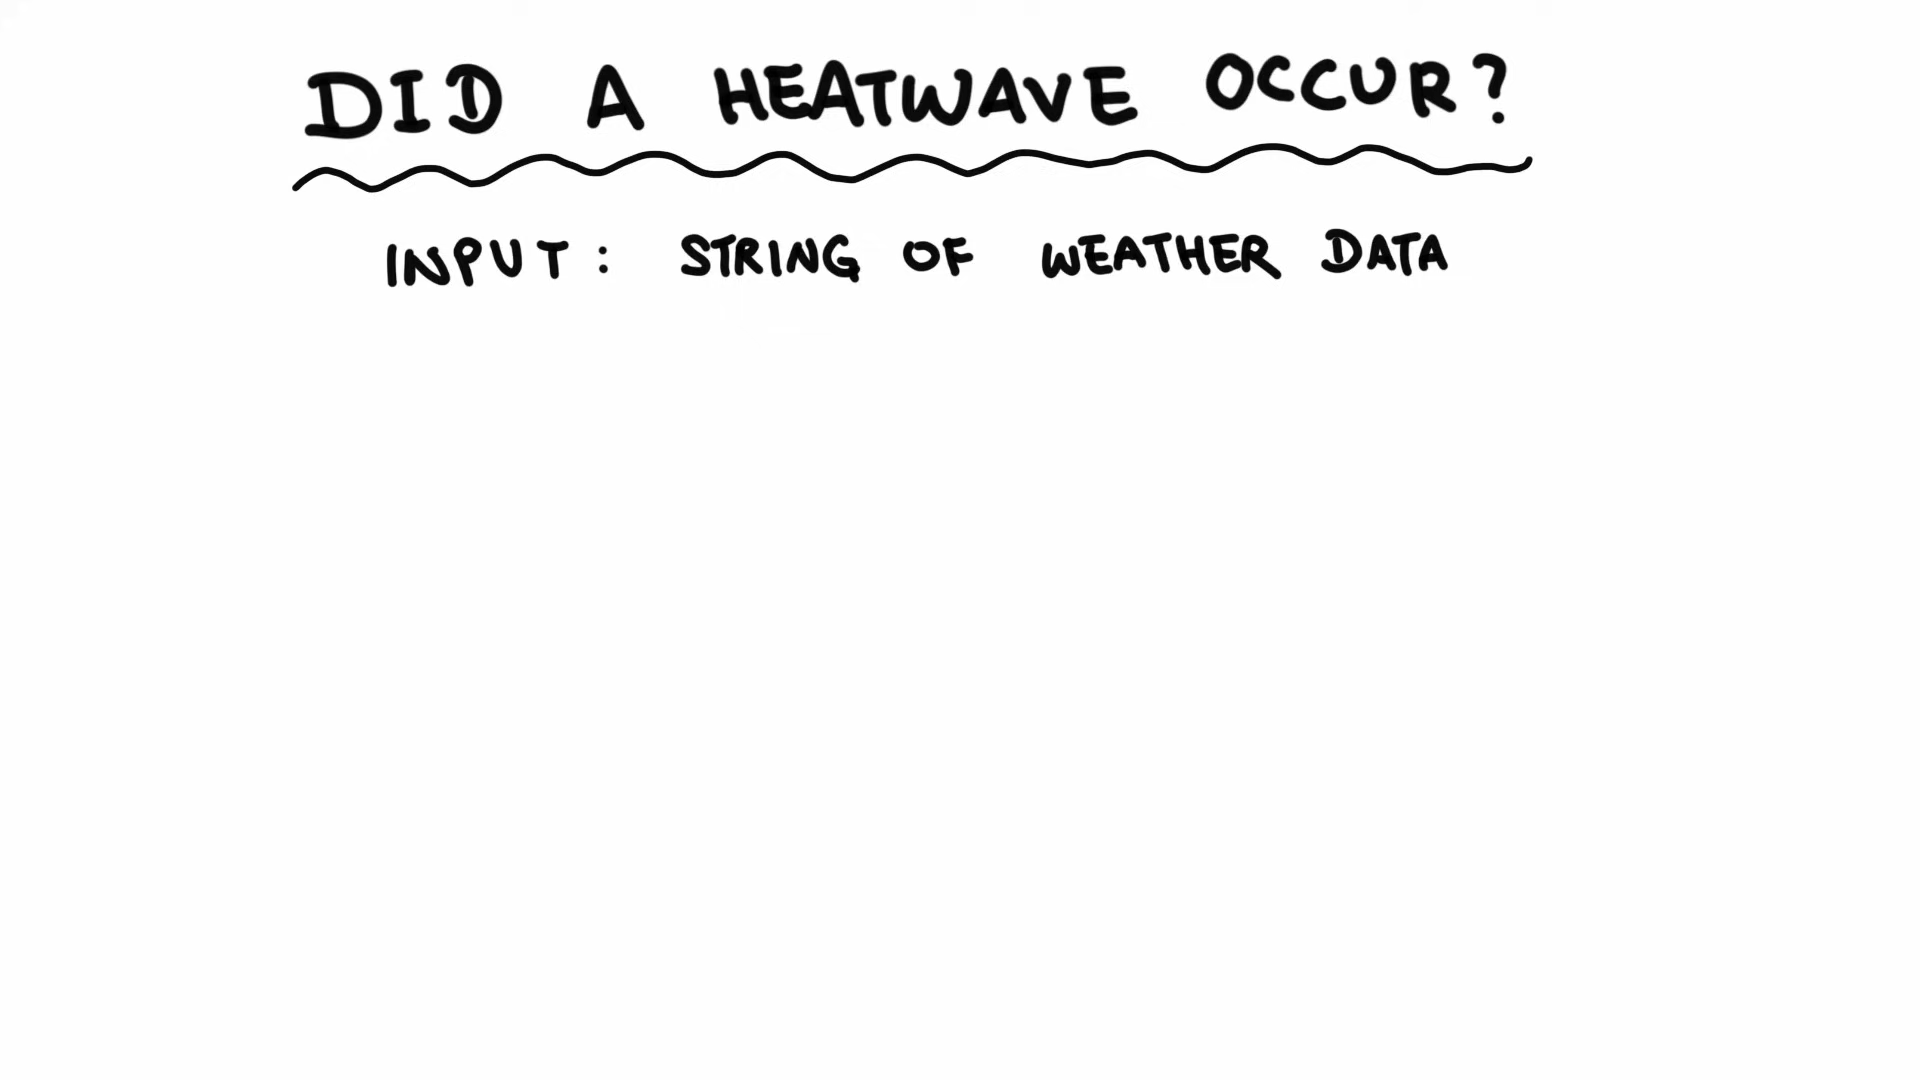 DID A HEATWAVE OCCUR?
INPUT: STRING OF WEATHER DATA